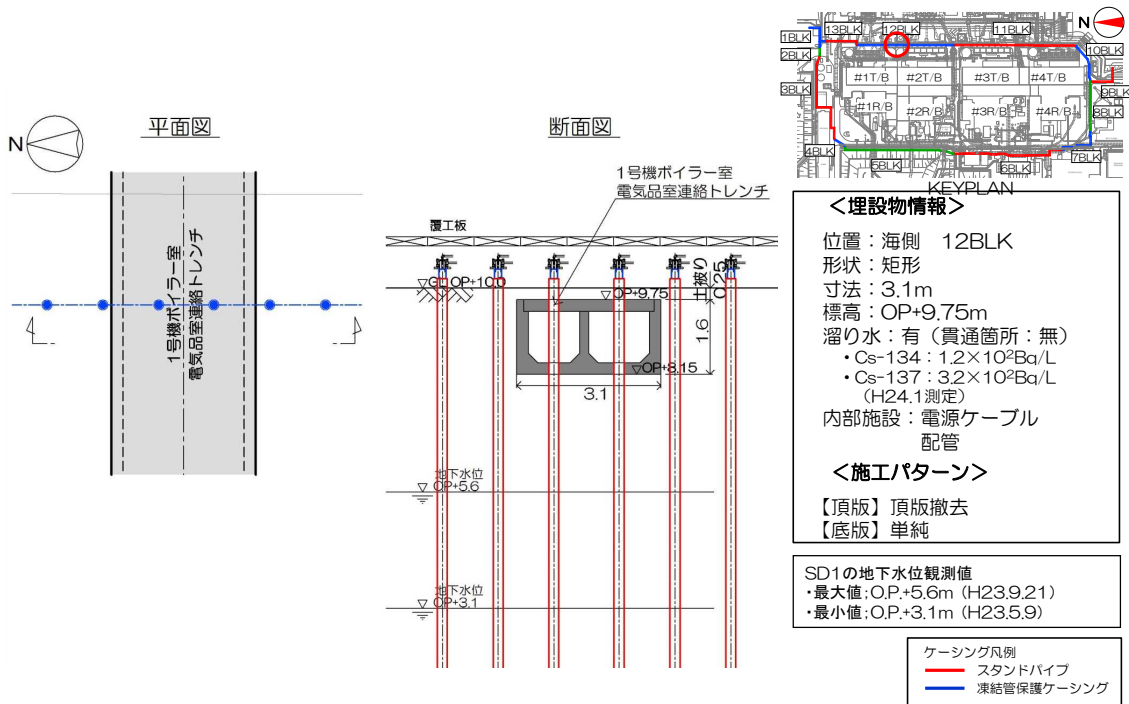 N
平面図
1号機ボイラー室
電気品室連絡トレンチ
断面図
1号機ボイラー室
電気品室連絡トレンチ
覆工板
▽GL OP+10.0
▽OP+9.75
土被り
0.25
1.6
▽OP+8.15
3.1
地下水位
▽ OP+5.6
地下水位
▽ OP+3.1
N
1BLK
2BLK
3BLK
4BLK
5BLK
6BLK
7BLK
8BLK
9BLK
10BLK
11BLK
12BLK
13BLK
#1T/B
#2T/B
#3T/B
#4T/B
#1R/B
#2R/B
#3R/B
#4R/B
KEYPLAN
<埋設物情報>
位置:海側 12BLK
形状:矩形
寸法:3.1m
標高:OP+9.75m
溜り水:有(貫通箇所:無)
・Cs-134:1.2×10²Bq/L
・Cs-137:3.2×10²Bq/L
(H24.1測定)
内部施設:電源ケーブル
配管
<施工パターン>
【頂版】頂版撤去
【底版】単純
SD1の地下水位観測値
・最大値;O.P.+5.6m (H23.9.21)
・最小値;O.P.+3.1m (H23.5.9)
ケーシング凡例
スタンドパイプ
凍結管保護ケーシング